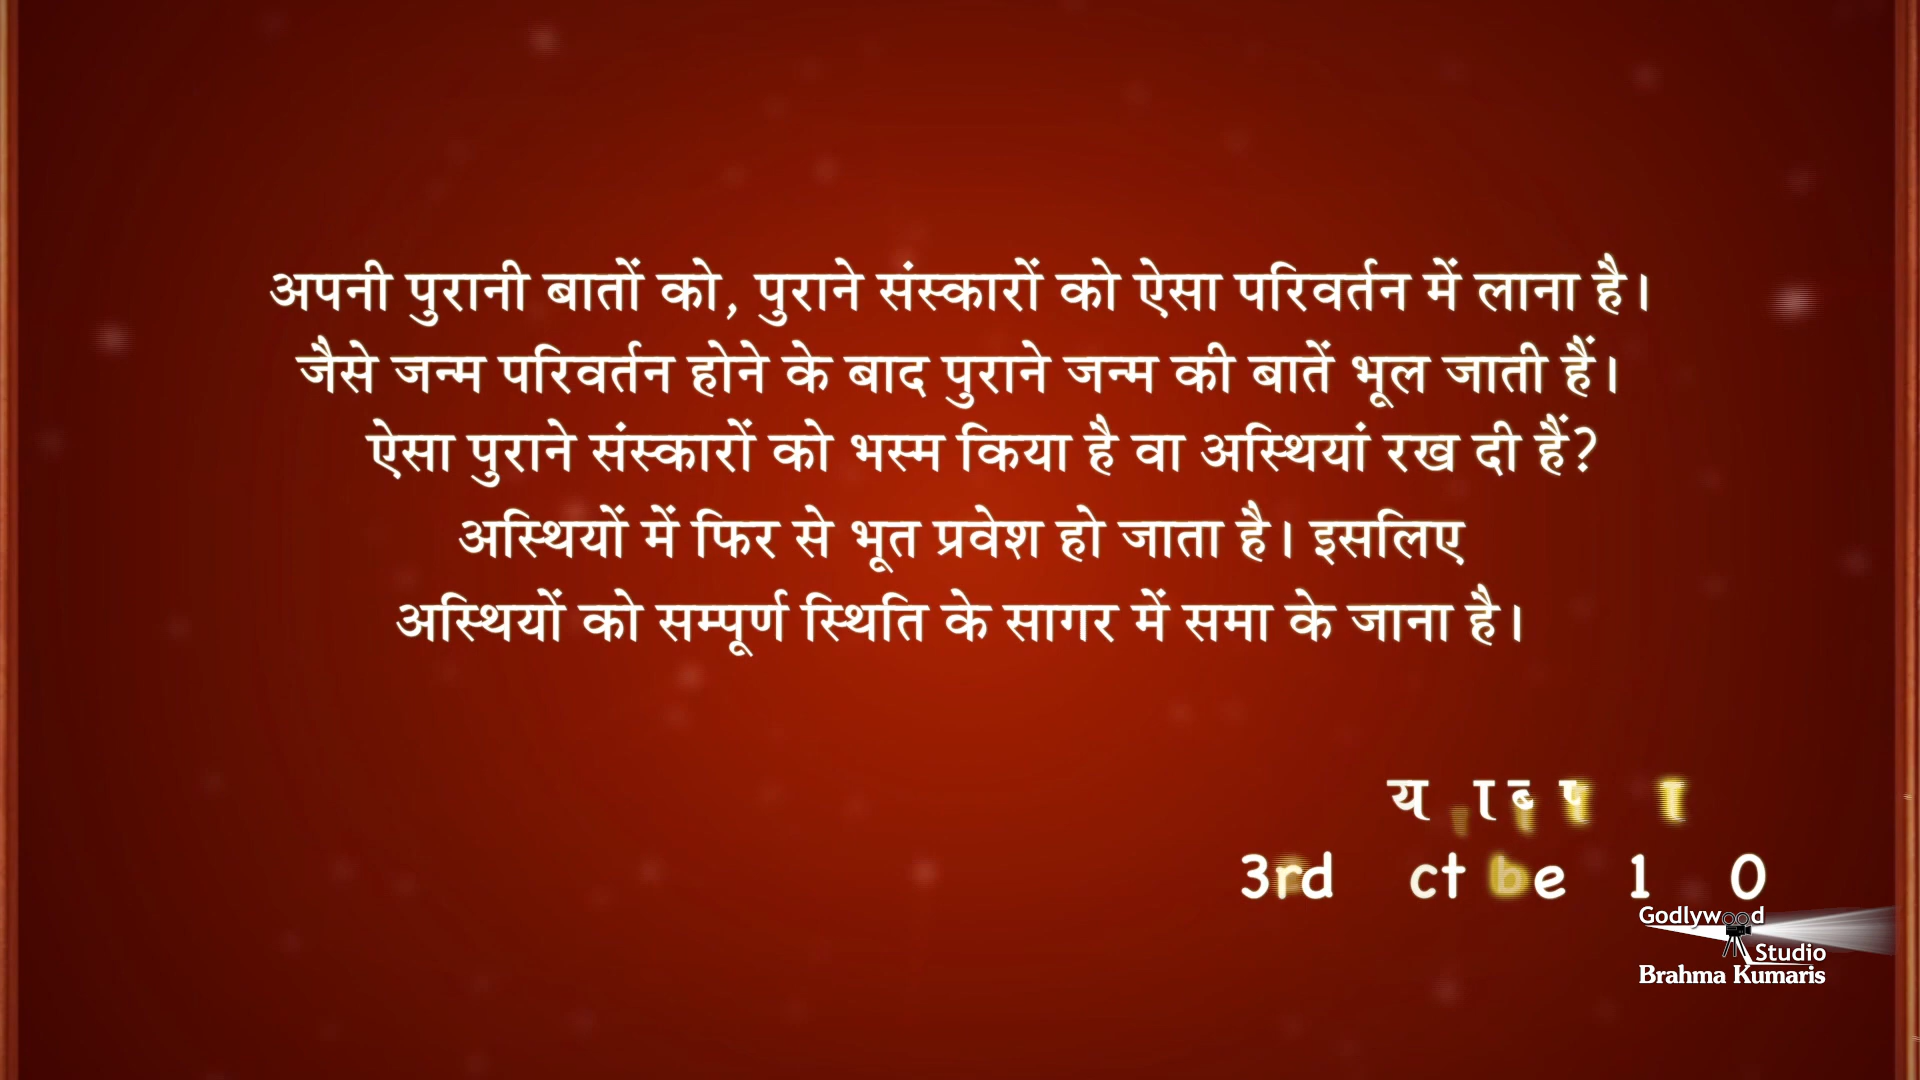 अपनी पुरानी बातों को, पुराने संस्कारों को ऐसा परिवर्तन में लाना है।
जैसे जन्म परिवर्तन होने के बाद पुराने जन्म की बातें भूल जाती हैं।
ऐसा पुराने संस्कारों को भस्म किया है वा अस्थियां रख दी हैं?
अस्थियों में फिर से भूत प्रवेश हो जाता है। इसलिए
अस्थियों को सम्पूर्ण स्थिति के सागर में समा के जाना है।
3rd
Godlywood
Studio
Brahma Kumaris